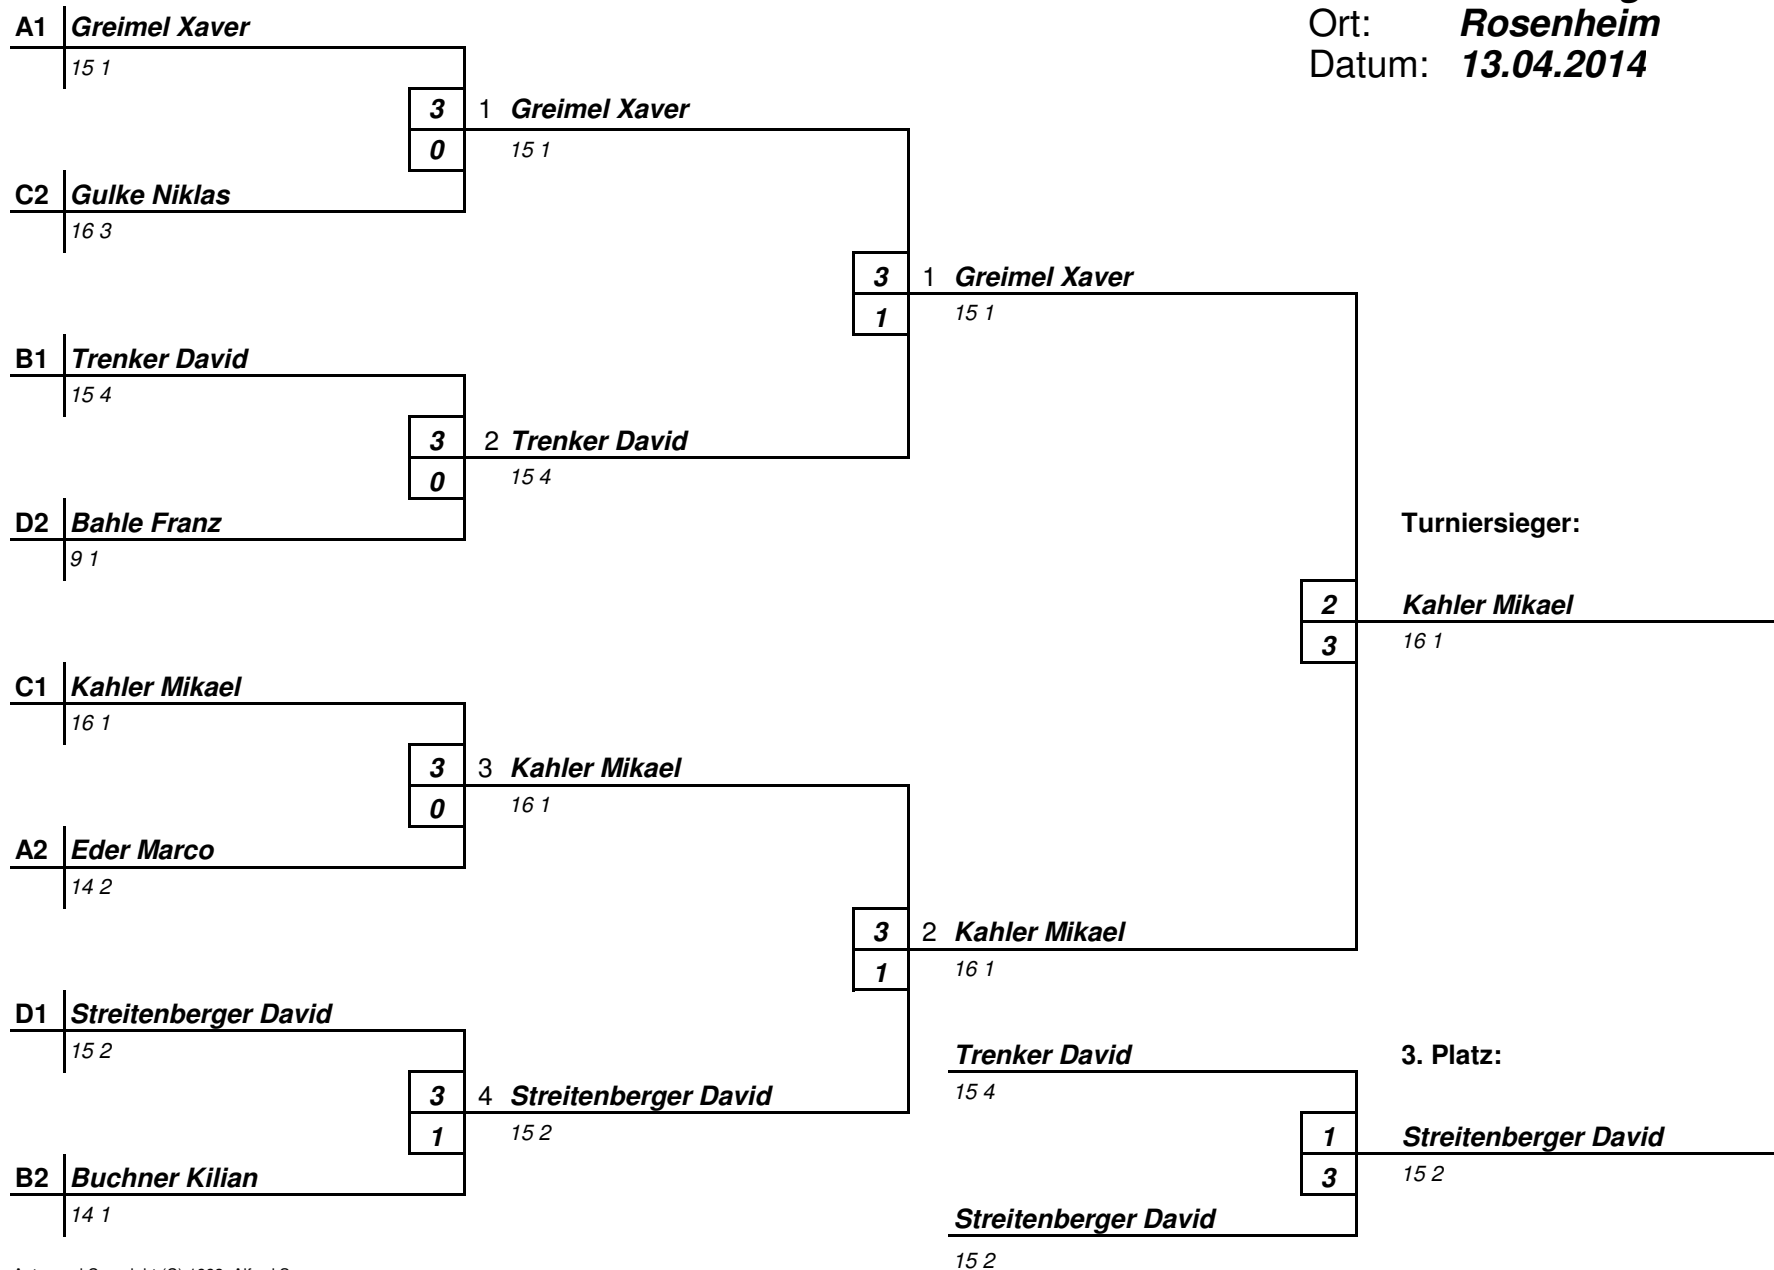 Ort: Rosenheim
Datum: 13.04.2014
A1 Greimel Xaver
15 1
3 1 Greimel Xaver
0 15 1
C2 Gulke Niklas
16 3
3 1 Greimel Xaver
1 15 1
B1 Trenker David
15 4
3 2 Trenker David
0 15 4
D2 Bahle Franz
9 1
Turniersieger:
2 Kahler Mikael
3 16 1
C1 Kahler Mikael
16 1
3 3 Kahler Mikael
0 16 1
A2 Eder Marco
14 2
3 2 Kahler Mikael
1 16 1
D1 Streitenberger David
15 2
3 4 Streitenberger David
1 15 2
B2 Buchner Kilian
14 1
Trenker David
15 4
3. Platz:
1 Streitenberger David
3 15 2
Streitenberger David
15 2